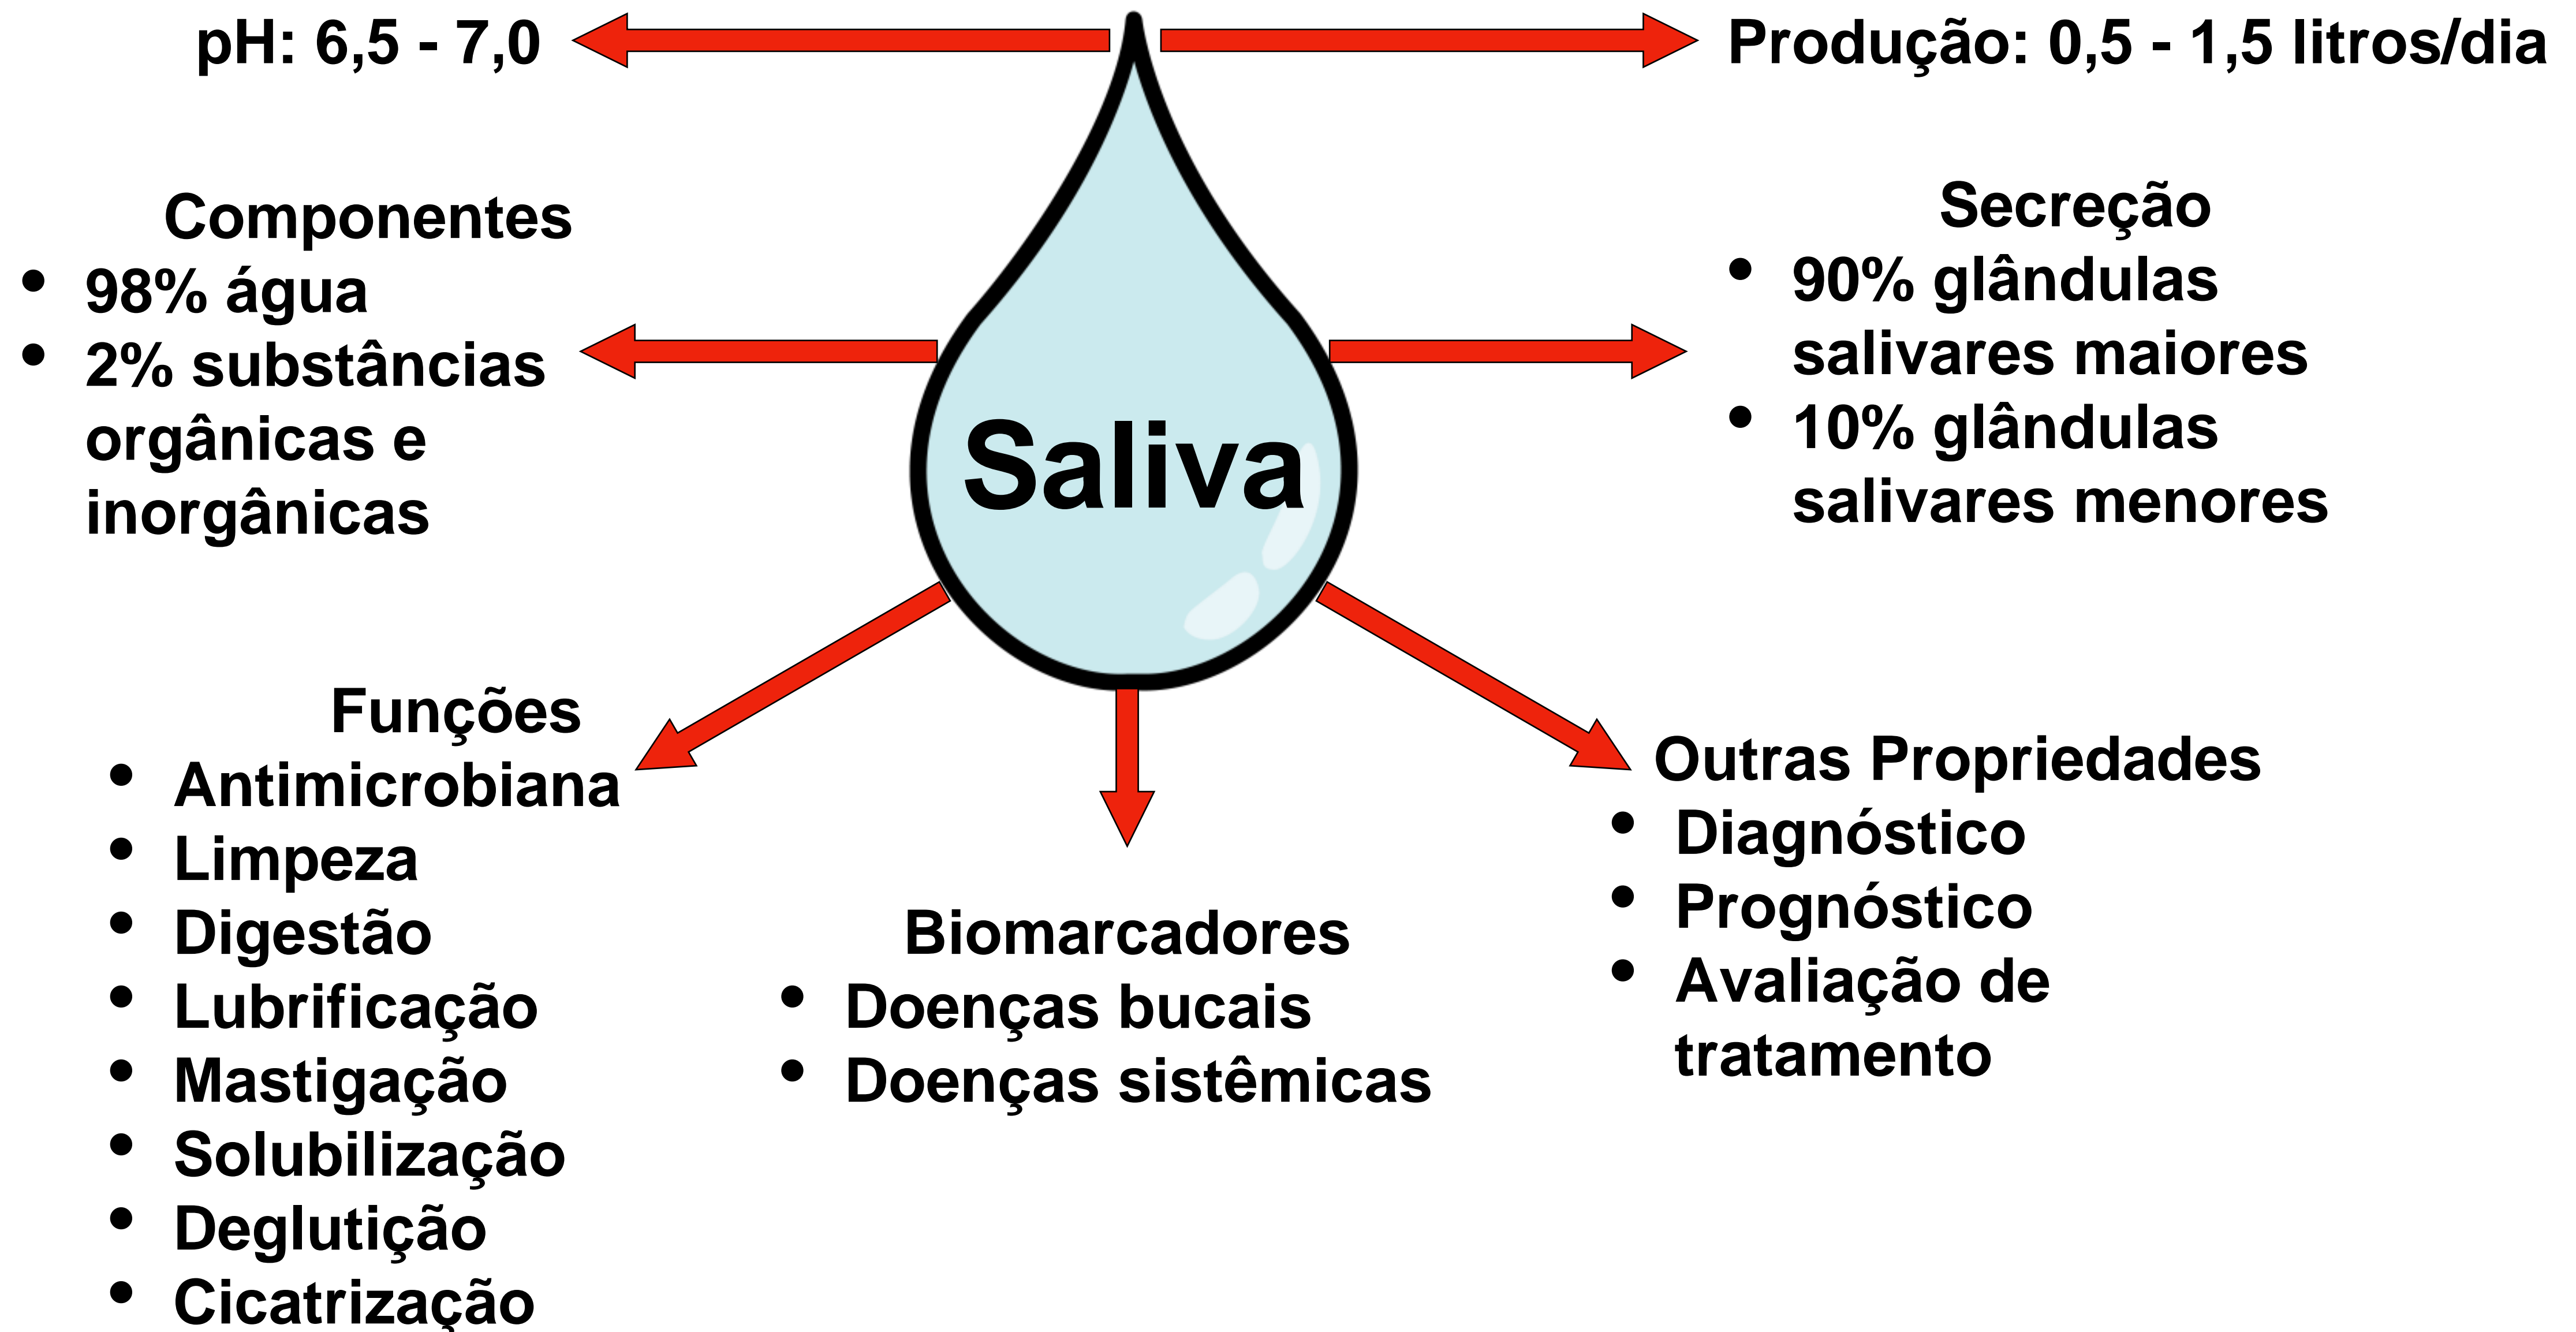 pH: 6,5 - 7,0
Produção: 0,5 - 1,5 litros/dia
Componentes
• 98% água
• 2% substâncias
orgânicas e
inorgânicas
Secreção
• 90% glândulas
salivares maiores
• 10% glândulas
salivares menores
Saliva
Funções
• Antimicrobiana
• Limpeza
• Digestão
• Lubrificação
• Mastigação
• Solubilização
• Deglutição
• Cicatrização
Biomarcadores
• Doenças bucais
• Doenças sistêmicas
Outras Propriedades
• Diagnóstico
• Prognóstico
• Avaliação de
tratamento